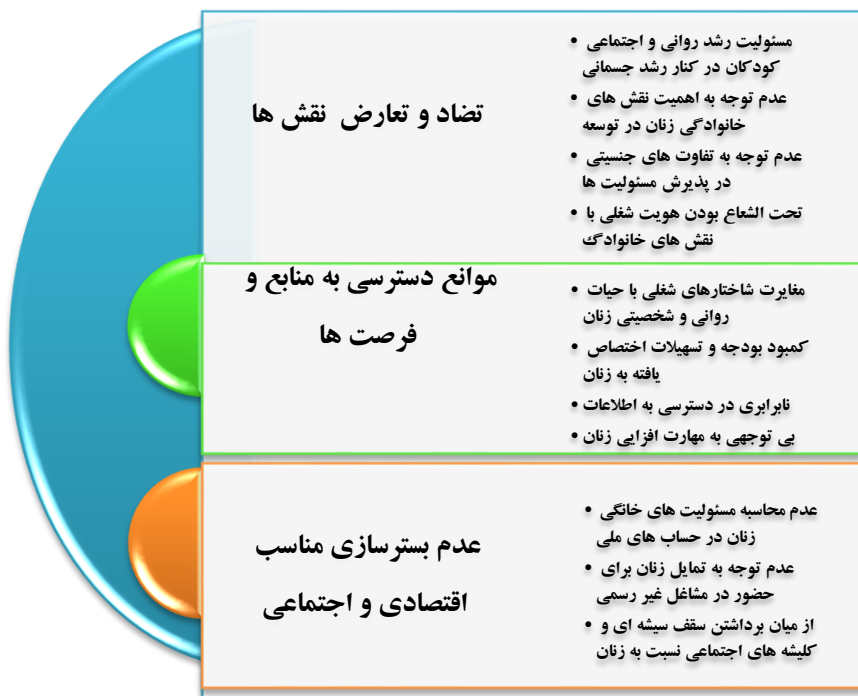 تضاد و تعارض نقش ها
• مسئولیت رشد روانی و اجتماعی
کودکان در کنار رشد جسمانی
• عدم توجه به اهمیت نقش های
خانوادگی زنان در توسعه
• عدم توجه به تفاوت های جنسیتی
در پذیرش مسئولیت ها
• تحت الشعاع بودن هویت شغلی با
نقش های خانوادگ
موانع دسترسی به منابع و
فرصت ها
• مغایرت شاختارهای شغلی با حیات
روانی و شخصیتی زنان
• کمبود بودجه و تسهیلات اختصاص
یافته به زنان
• نابرابری در دسترسی به اطلاعات
• بی توجهی به مهارت افزایی زنان
عدم بسترسازی مناسب
اقتصادی و اجتماعی
• عدم محاسبه مسئولیت های خانگی
زنان در حساب های ملی
• عدم توجه به تمایل زنان برای
حضور در مشاغل غیر رسمی
• از میان برداشتن سقف سیشه ای و
کلیشه های اجتماعی نسبت به زنان